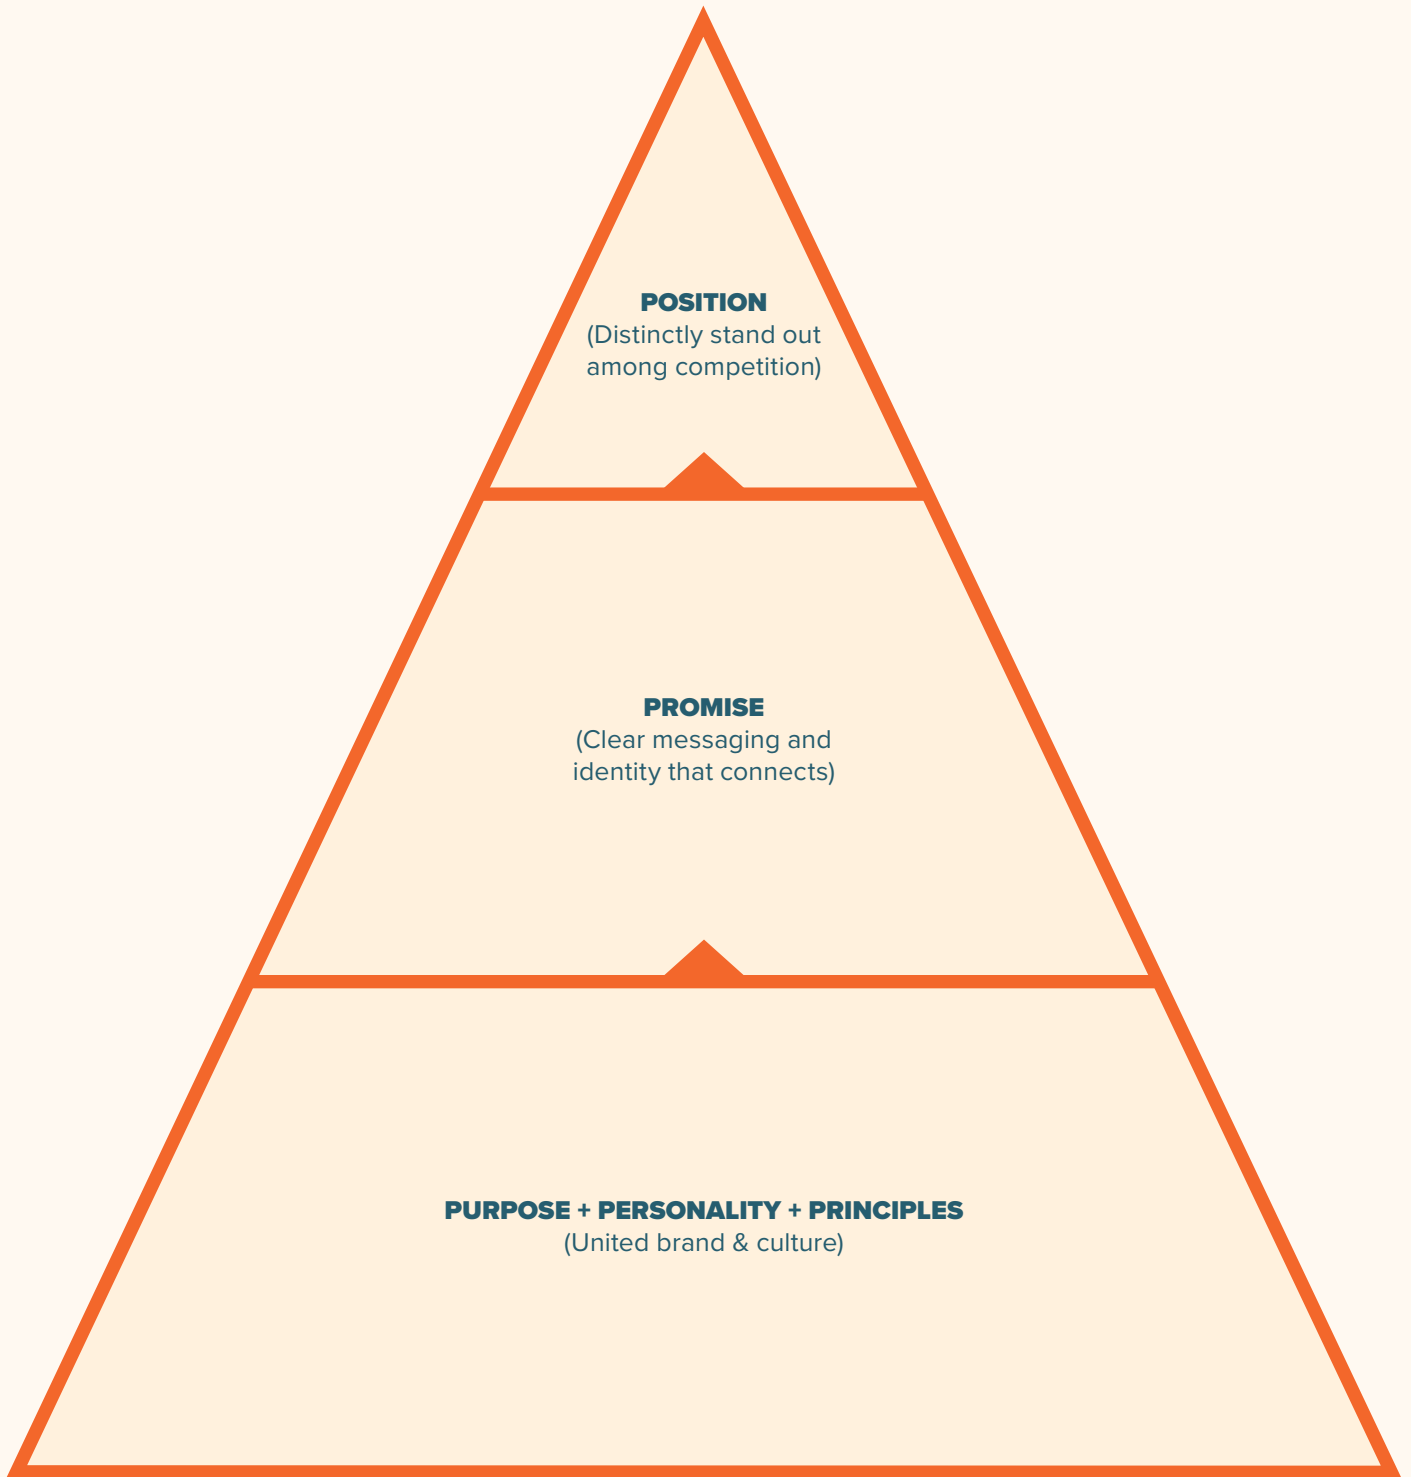 POSITION
(Distinctly stand out
among competition)
PROMISE
(Clear messaging and
identity that connects)
PURPOSE + PERSONALITY + PRINCIPLES
(United brand & culture)